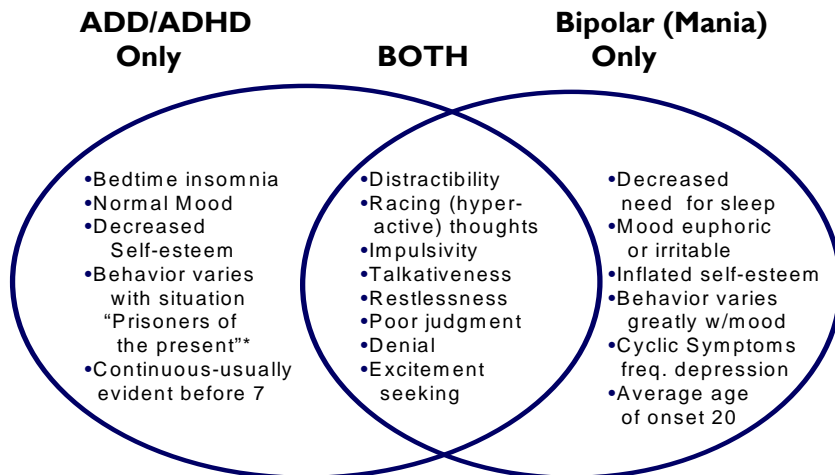 ADD/ADHD
Only
BOTH
Bipolar (Mania)
Only
•Bedtime insomnia
•Normal Mood
•Decreased
Self-esteem
•Behavior varies
with situation
“Prisoners of
the present”*
•Continuous-usually
evident before 7
•Distractibility
•Racing (hyper-
active) thoughts
•Impulsivity
•Talkativeness
•Restlessness
•Poor judgment
•Denial
•Excitement
seeking
•Decreased
need for sleep
•Mood euphoric
or irritable
•Inflated self-esteem
•Behavior varies
greatly w/mood
•Cyclic Symptoms
freq. depression
•Average age
of onset 20